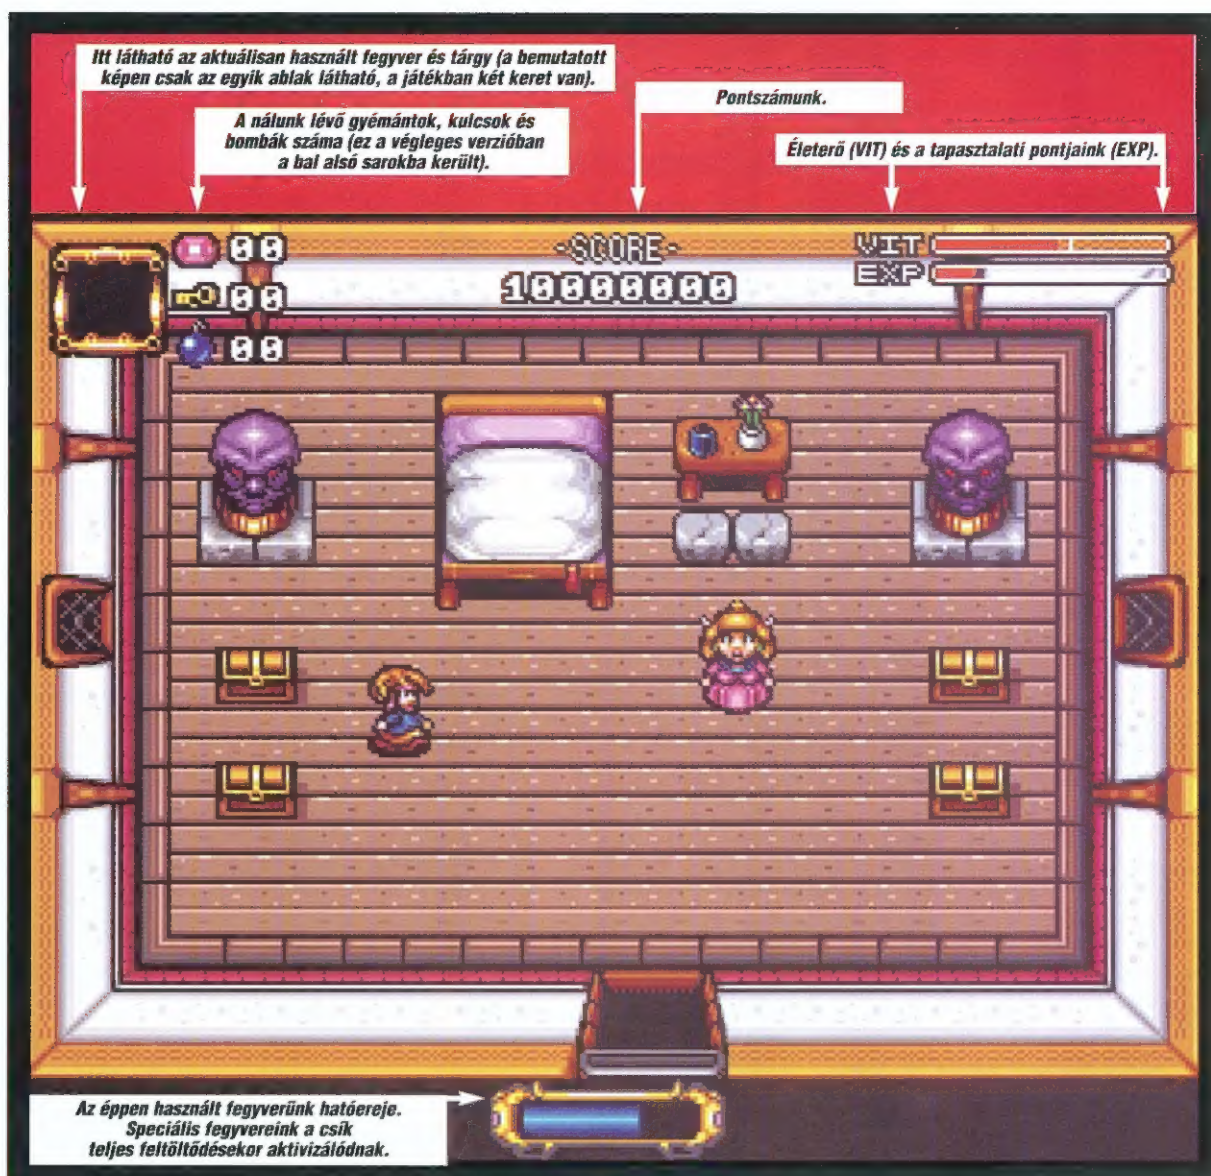 Itt látható az aktuálisan használt fegyver és tárgy (a bemutatott
képen csak az egyik ablak látható, a játékban két keret van).
A nálunk lévő gyémántok, kulcsok és
bombák száma (ez a végleges verzióban
a bal alsó sarokba került).
Pontszámunk.
Életerő (VIT) és a tapasztalati pontjaink (EXP).
00
00
00
-SCORE-
10000000
VIT
EXP
Az éppen használt fegyverünk hatóereje.
Speciális fegyvereink a csík
teljes feltöltődésekor aktivizálódnak.